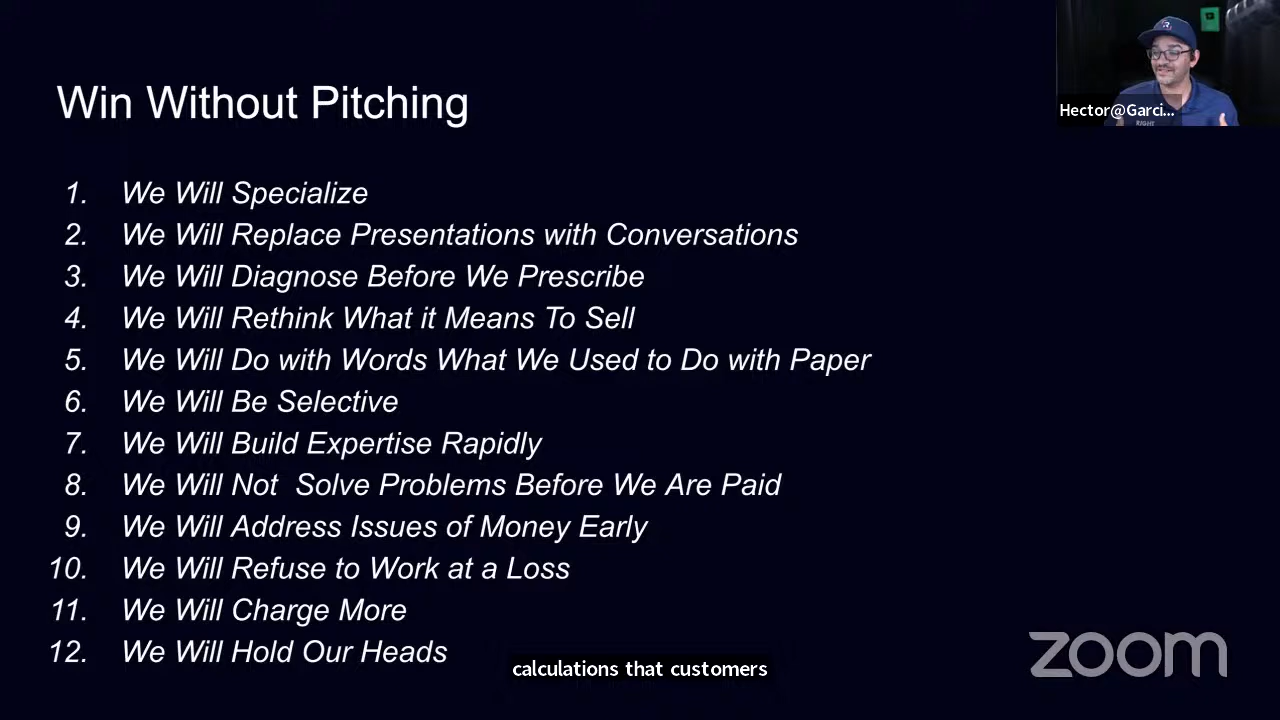 Win Without Pitching
Hector@Garci...
RIGHT
1. We Will Specialize
2. We Will Replace Presentations with Conversations
3. We Will Diagnose Before We Prescribe
4. We Will Rethink What it Means To Sell
5. We Will Do with Words What We Used to Do with Paper
6. We Will Be Selective
7. We Will Build Expertise Rapidly
8. We Will Not  Solve Problems Before We Are Paid
9. We Will Address Issues of Money Early
10. We Will Refuse to Work at a Loss
11. We Will Charge More
12. We Will Hold Our Heads
calculations that customers
zoom